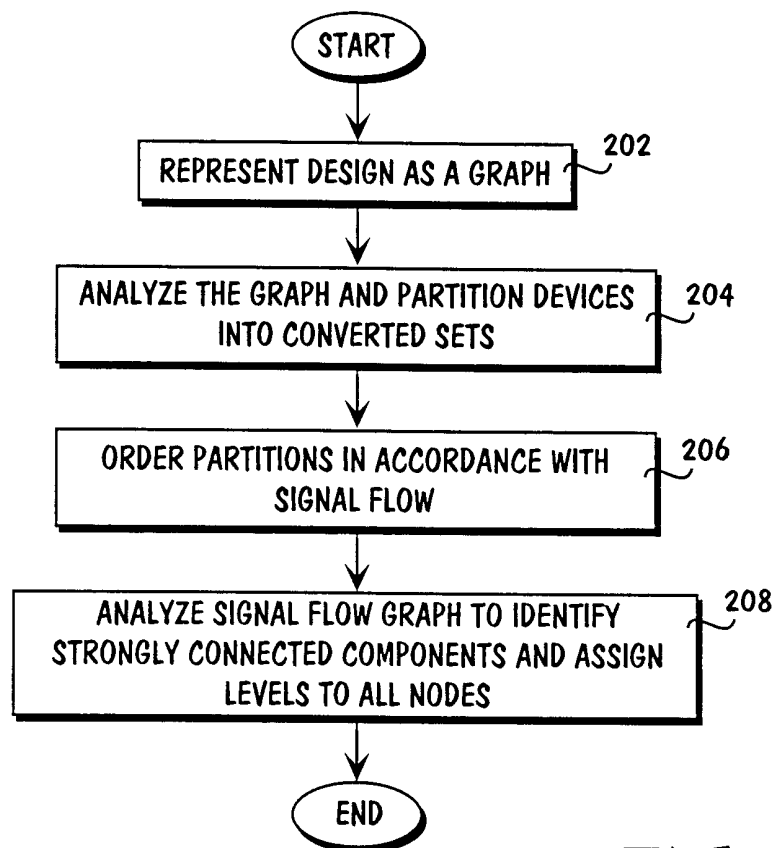 START
REPRESENT DESIGN AS A GRAPH
202
ANALYZE THE GRAPH AND PARTITION DEVICES
INTO CONVERTED SETS
204
ORDER PARTITIONS IN ACCORDANCE WITH
SIGNAL FLOW
206
ANALYZE SIGNAL FLOW GRAPH TO IDENTIFY
STRONGLY CONNECTED COMPONENTS AND ASSIGN
LEVELS TO ALL NODES
208
END